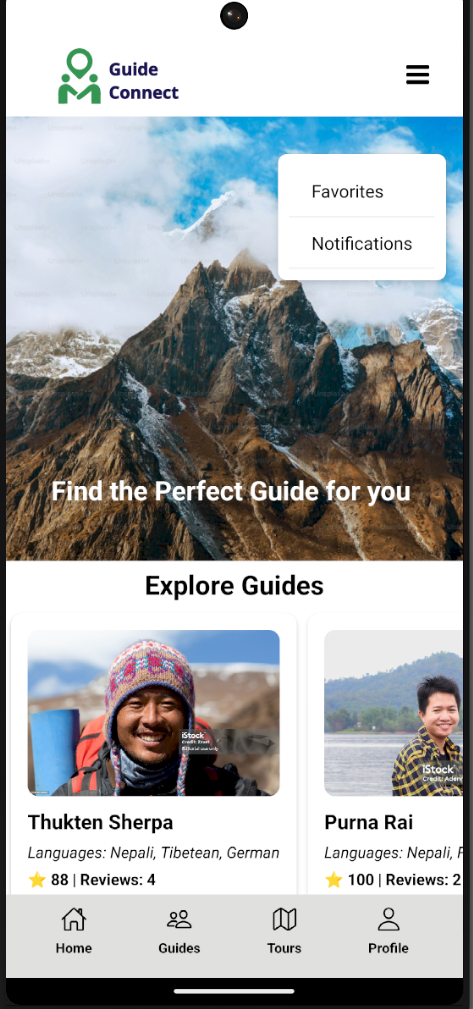 Guide
Connect
Favorites
Notifications
Find the Perfect Guide for you
Explore Guides
Thukten Sherpa
Languages: Nepali, Tibetean, German
⭐ 88 | Reviews: 4
iStock
Purna Rai
Languages: Nepali,
⭐ 100 | Reviews: 2
iStock
Home
Guides
Tours
Profile